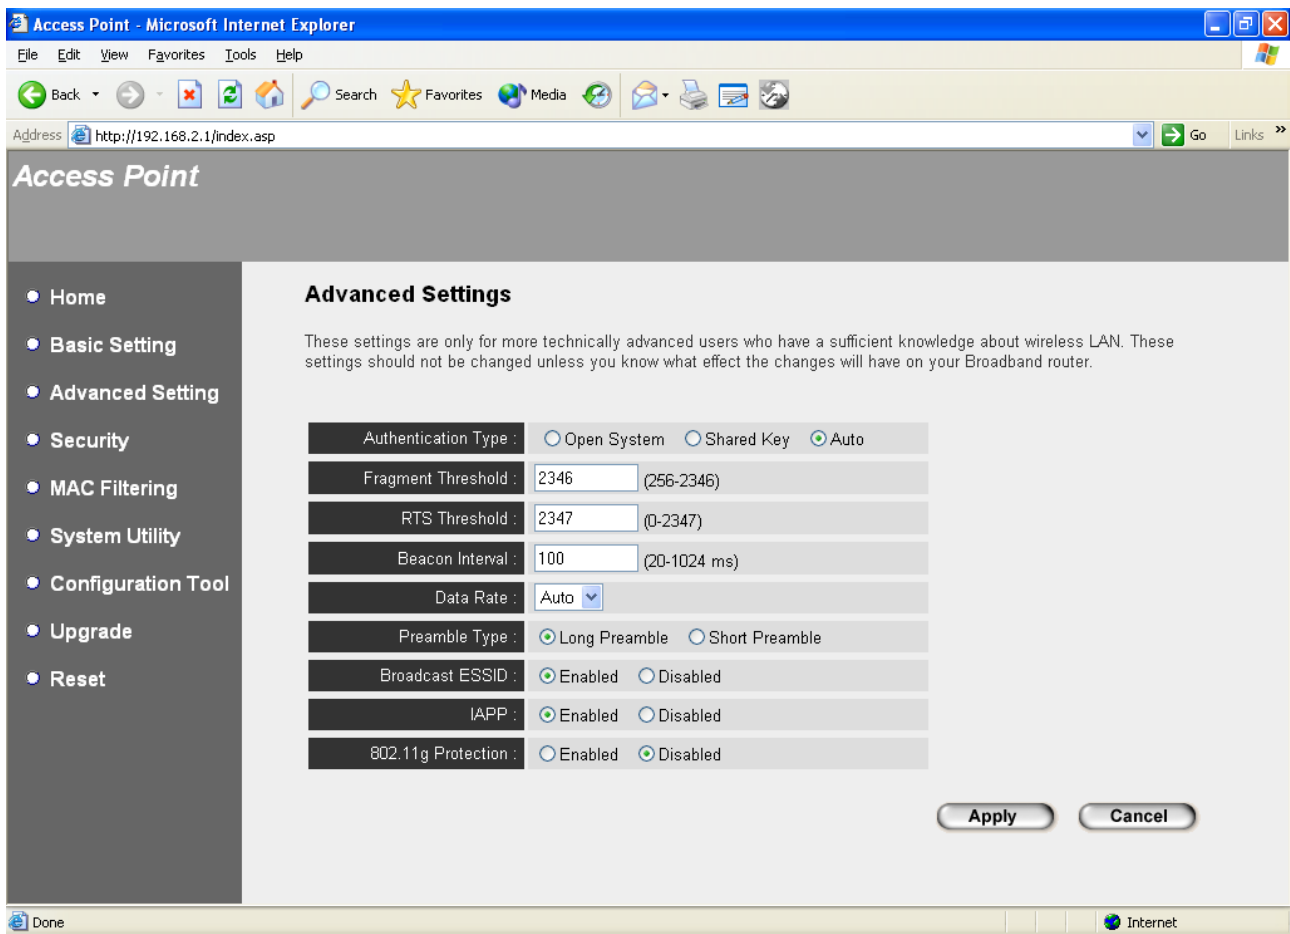 Access Point - Microsoft Internet Explorer
File Edit View Favorites Tools Help
Back Search Favorites Media
Address http://192.168.2.1/index.asp Go Links »
Access Point
Home
Basic Setting
Advanced Setting
Security
MAC Filtering
System Utility
Configuration Tool
Upgrade
Reset
Advanced Settings
These settings are only for more technically advanced users who have a sufficient knowledge about wireless LAN. These
settings should not be changed unless you know what effect the changes will have on your Broadband router.
Authentication Type : Open System Shared Key Auto
Fragment Threshold : 2346 (256-2346)
RTS Threshold : 2347 (0-2347)
Beacon Interval : 100 (20-1024 ms)
Data Rate : Auto
Preamble Type : Long Preamble Short Preamble
Broadcast ESSID : Enabled Disabled
IAPP : Enabled Disabled
802.11g Protection : Enabled Disabled
Apply Cancel
Done Internet